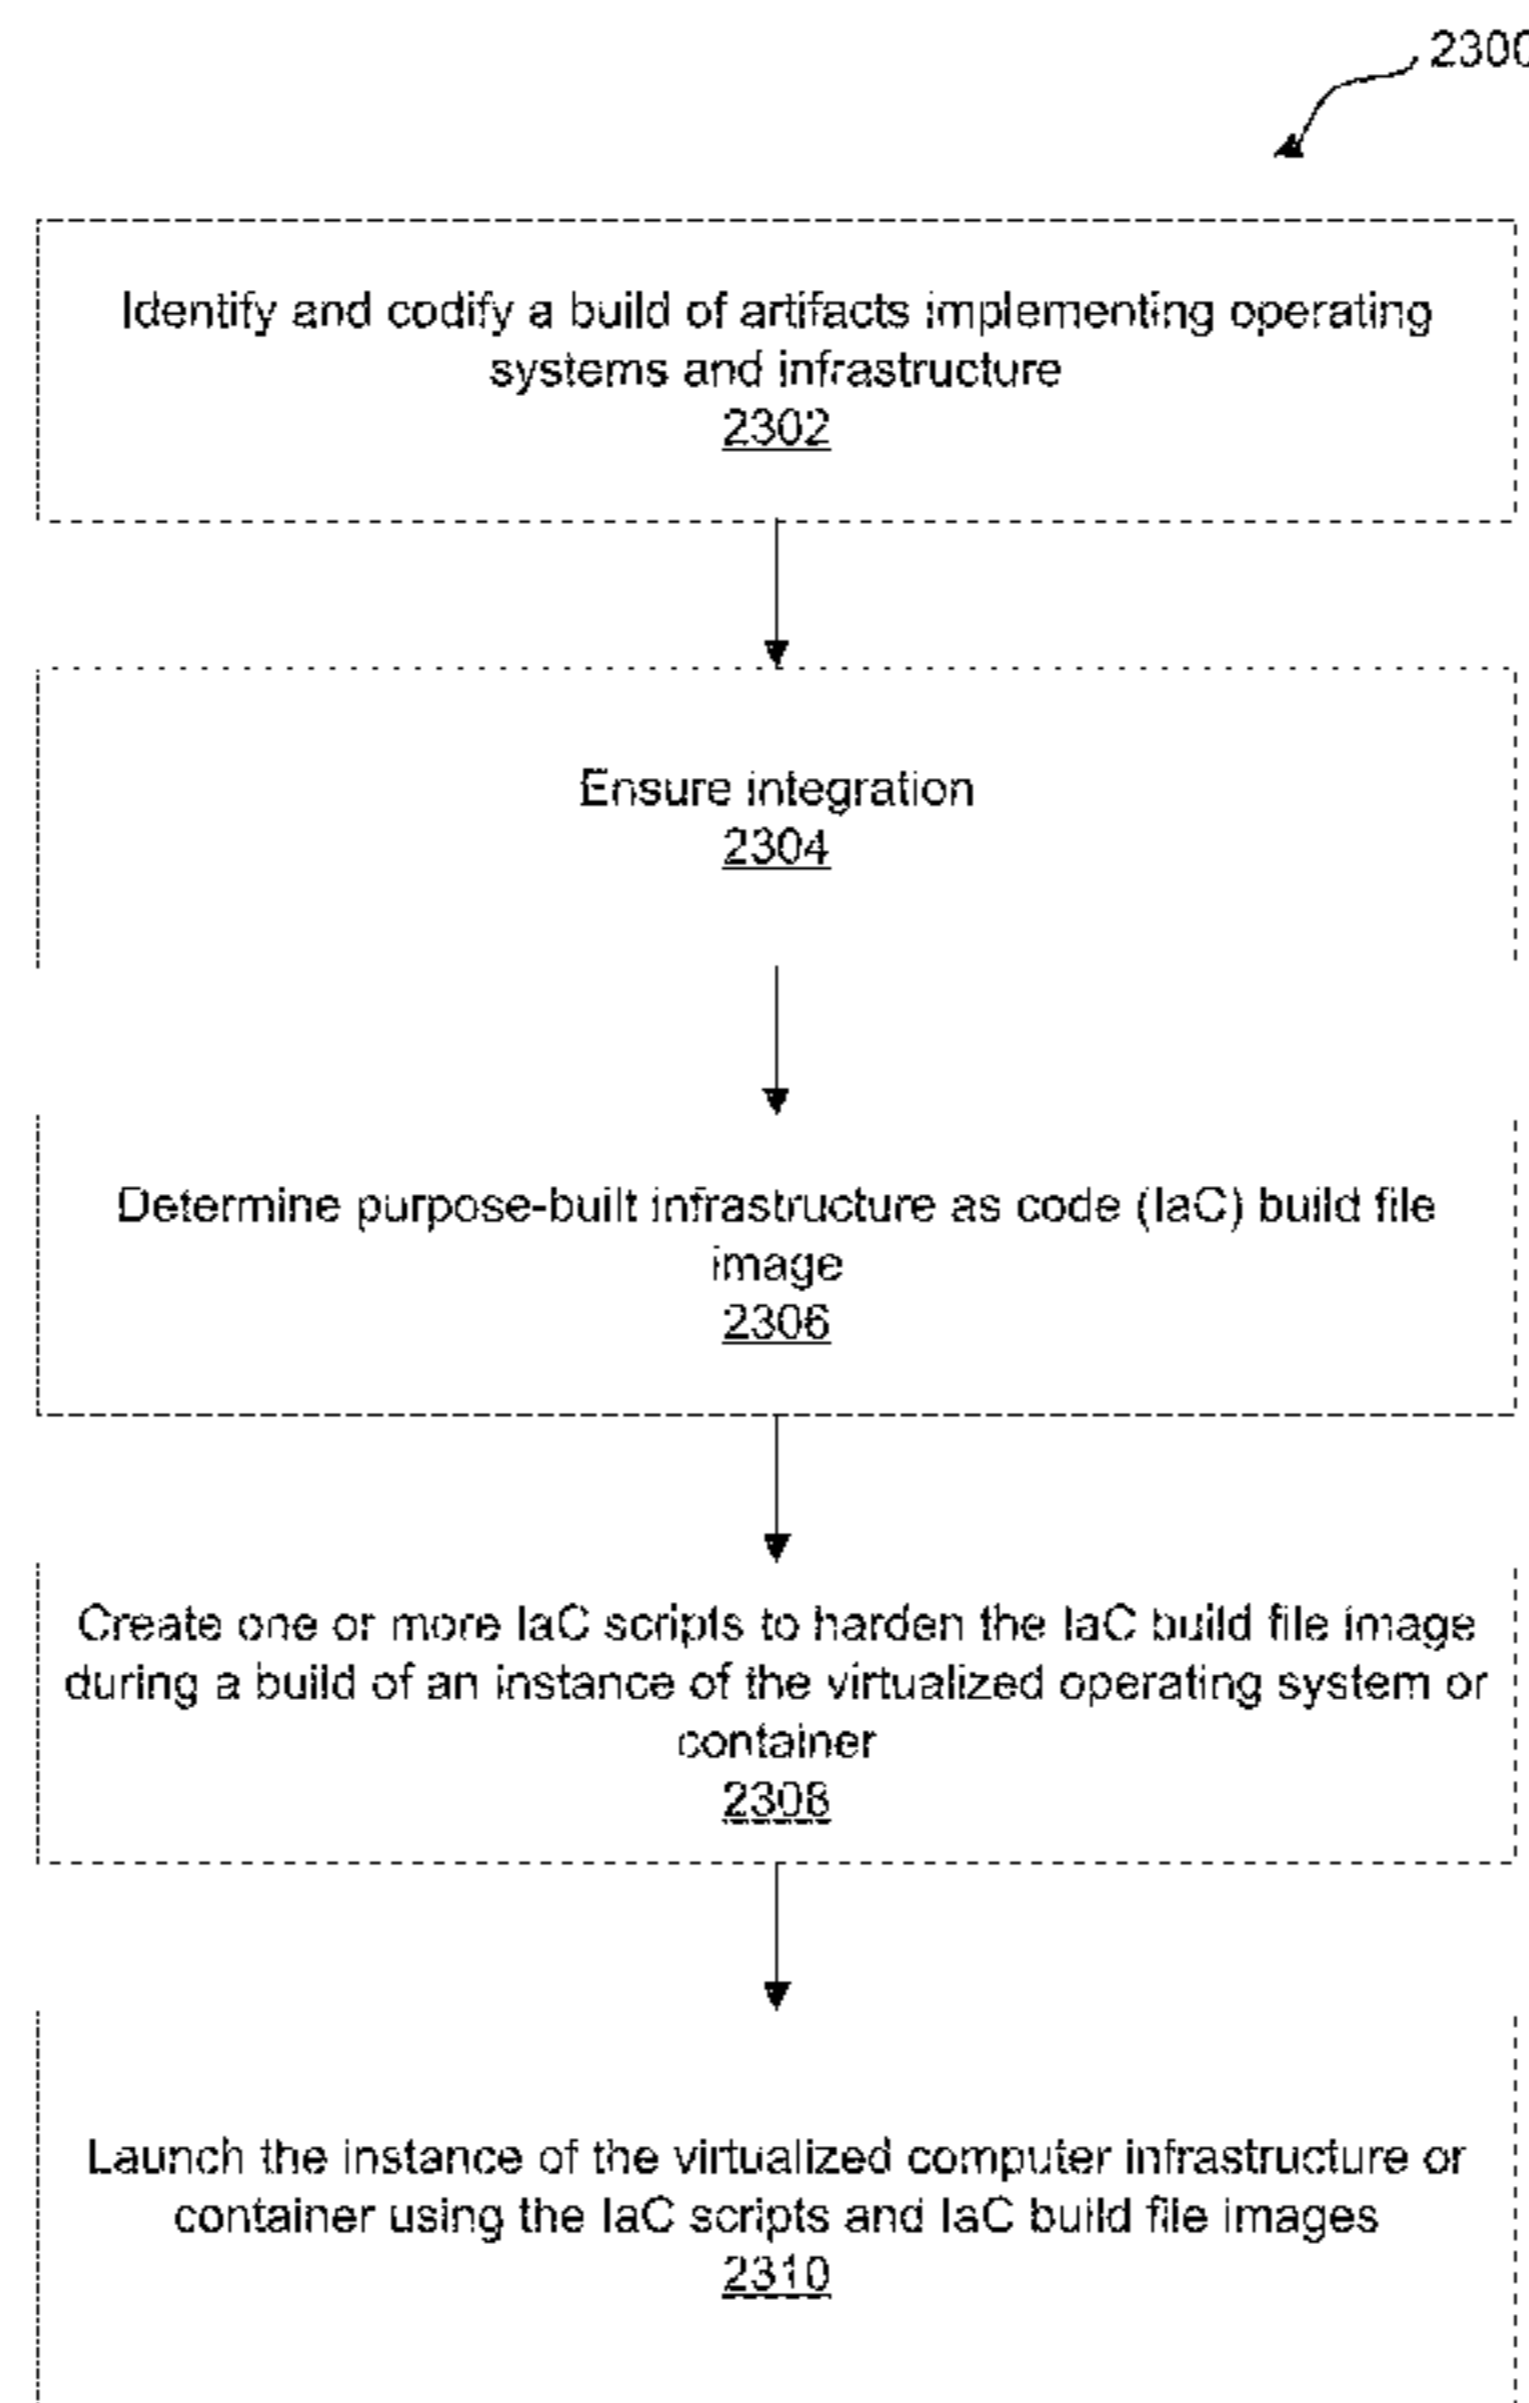 2300
Identify and codify a build of artifacts implementing operating
systems and infrastructure
2302
Ensure integration
2304
Determine purpose-built infrastructure as code (IaC) build file
image
2306
Create one or more IaC scripts to harden the IaC build file image
during a build of an instance of the virtualized operating system or
container
2308
Launch the instance of the virtualized computer infrastructure or
container using the IaC scripts and IaC build file images
2310